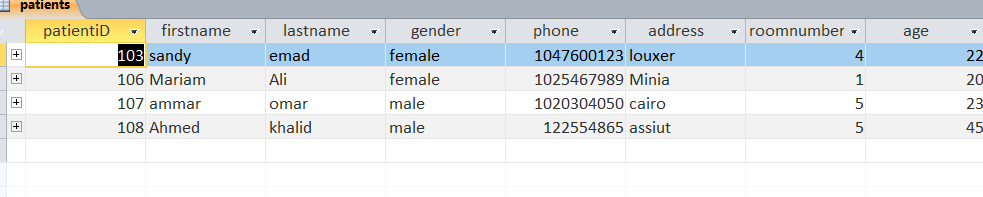 patients
patientiD firstname lastname gender phone address roomnumber age
103 sandy emad female 1047600123 louxer 4 22
106 Mariam Ali female 1025467989 Minia 1 20
107 ammar omar male 1020304050 cairo 5 23
108 Ahmed khalid male 122554865 assiut 5 45